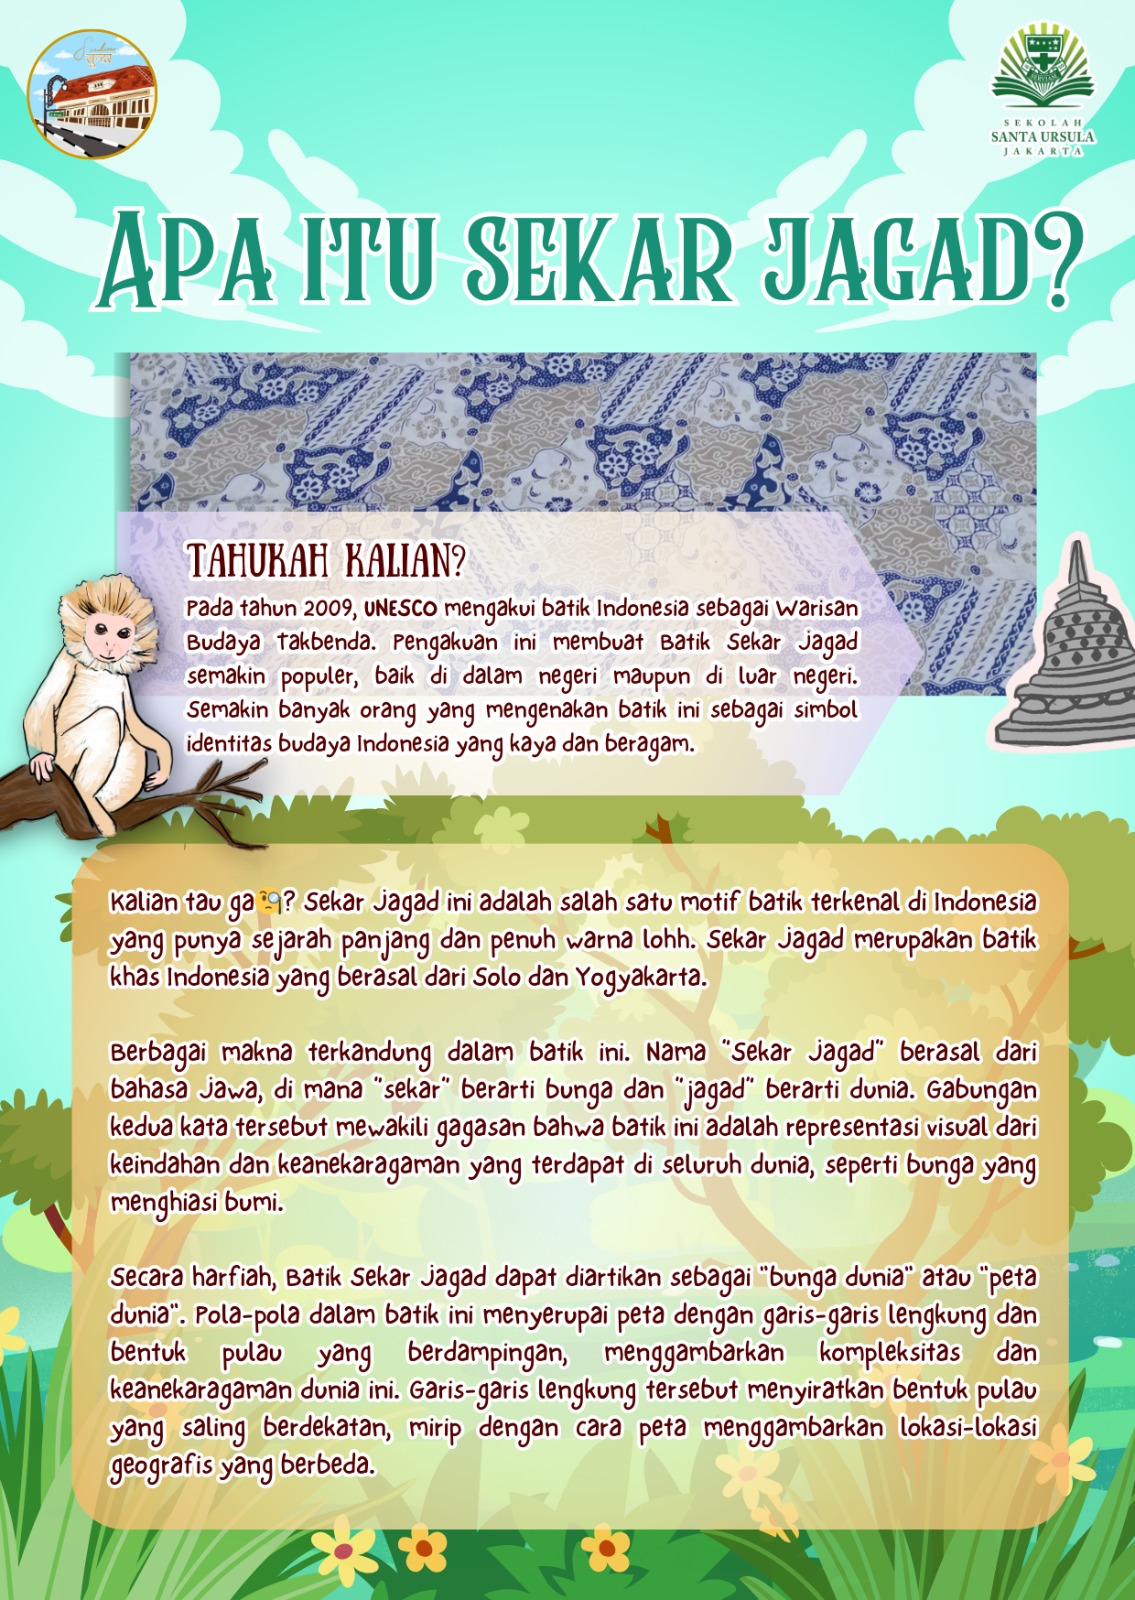 SEKOLAH
SANTA URSULA
JAKARTA
APA ITU SEKAR JAGAD?
TAHUKAH KALIAN?
Pada tahun 2009, UNESCO mengakui batik Indonesia sebagai Warisan
Budaya Takbenda. Pengakuan ini membuat Batik Sekar Jagad
semakin populer, baik di dalam negeri maupun di luar negeri.
Semakin banyak orang yang mengenakan batik ini sebagai simbol
identitas budaya Indonesia yang kaya dan beragam.
Kalian tau ga🧐? Sekar Jagad ini adalah salah satu motif batik terkenal di Indonesia
yang punya sejarah panjang dan penuh warna lohh. Sekar Jagad merupakan batik
khas Indonesia yang berasal dari Solo dan Yogyakarta.
Berbagai makna terkandung dalam batik ini. Nama "Sekar Jagad" berasal dari
bahasa Jawa, di mana "sekar" berarti bunga dan "jagad" berarti dunia. Gabungan
kedua kata tersebut mewakili gagasan bahwa batik ini adalah representasi visual dari
keindahan dan keanekaragaman yang terdapat di seluruh dunia, seperti bunga yang
menghiasi bumi.
Secara harfiah, Batik Sekar Jagad dapat diartikan sebagai "bunga dunia" atau "peta
dunia". Pola-pola dalam batik ini menyerupai peta dengan garis-garis lengkung dan
bentuk pulau yang berdampingan, menggambarkan kompleksitas dan
keanekaragaman dunia ini. Garis-garis lengkung tersebut menyiratkan bentuk pulau
yang saling berdekatan, mirip dengan cara peta menggambarkan lokasi-lokasi
geografis yang berbeda.